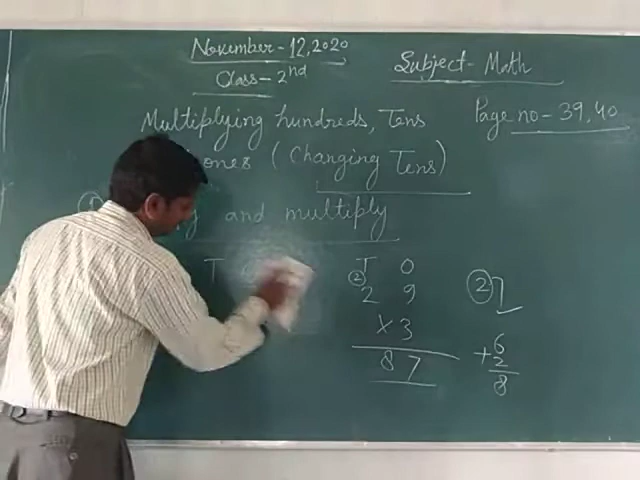 November - 12, 2020
Class - 2nd
Subject - Math
Page no - 39, 40
Multiplying hundreds, Tens
ones (Changing Tens)
and multiply
T
T O
②
2 9
× 3
8 7
②7
6
+ 2
8